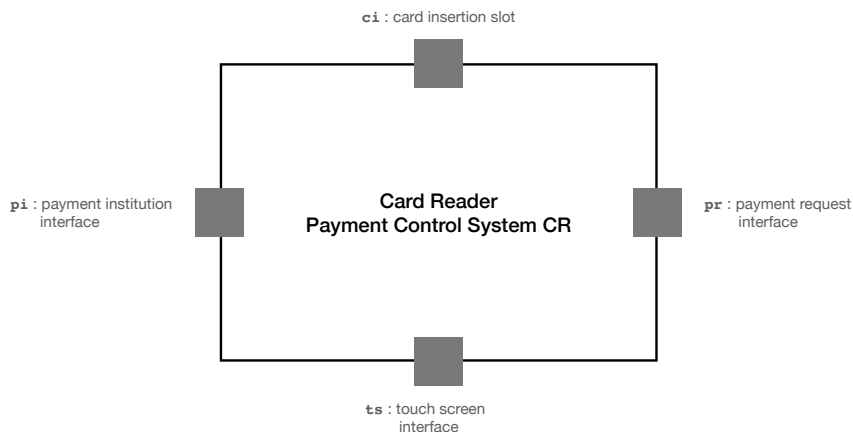 ci : card insertion slot
pi : payment institution
interface
Card Reader
Payment Control System CR
pr : payment request
interface
ts : touch screen
interface